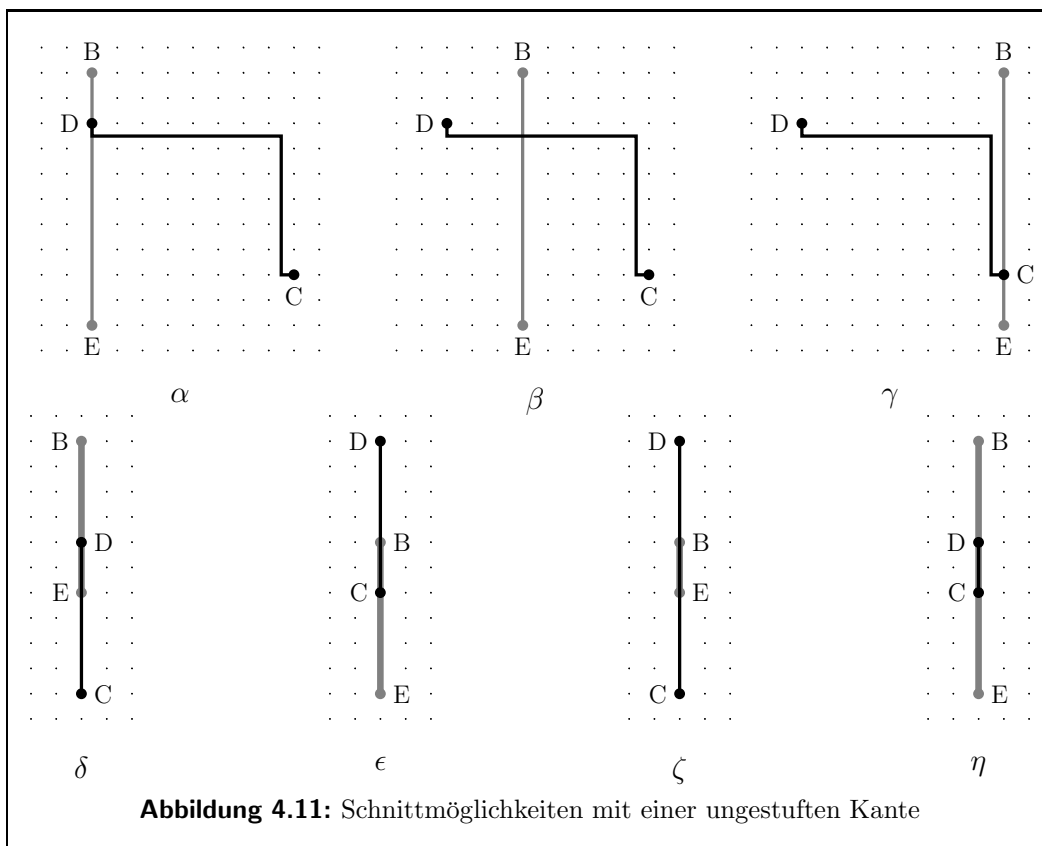 B B B
D D D
C C C
E E E
α β γ
B D D B
D B B D
E C E C
C E C E
δ ϵ ζ η
Abbildung 4.11: Schnittmöglichkeiten mit einer ungestuften Kante